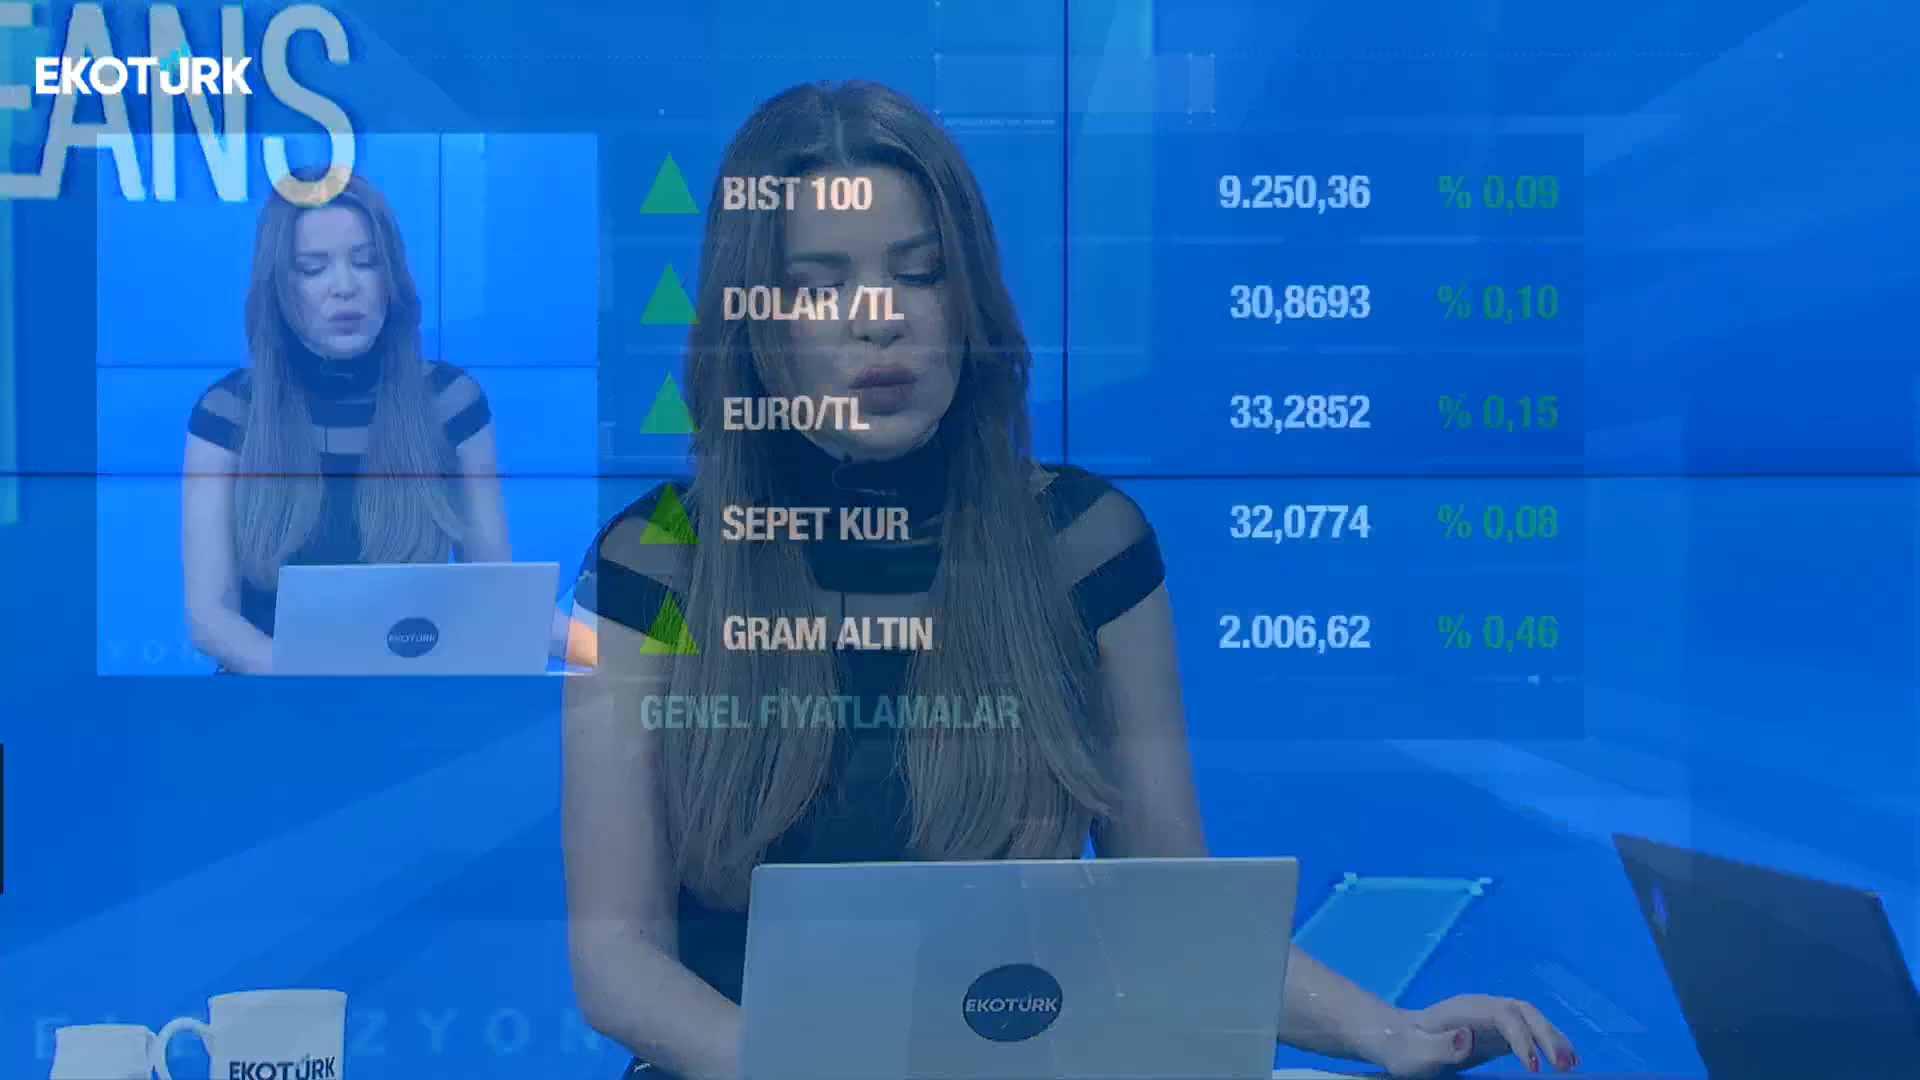 EANS
EKOTÜRK
BIST 100 9.250,36 % 0,09
DOLAR /TL 30,8693 % 0,10
EURO/TL 33,2852 % 0,15
SEPET KUR 32,0774 % 0,08
GRAM ALTIN 2.006,62 % 0,46
EKOTÜRK
GENEL FİYATLAMALAR
EKOTÜRK
EKOTÜRK